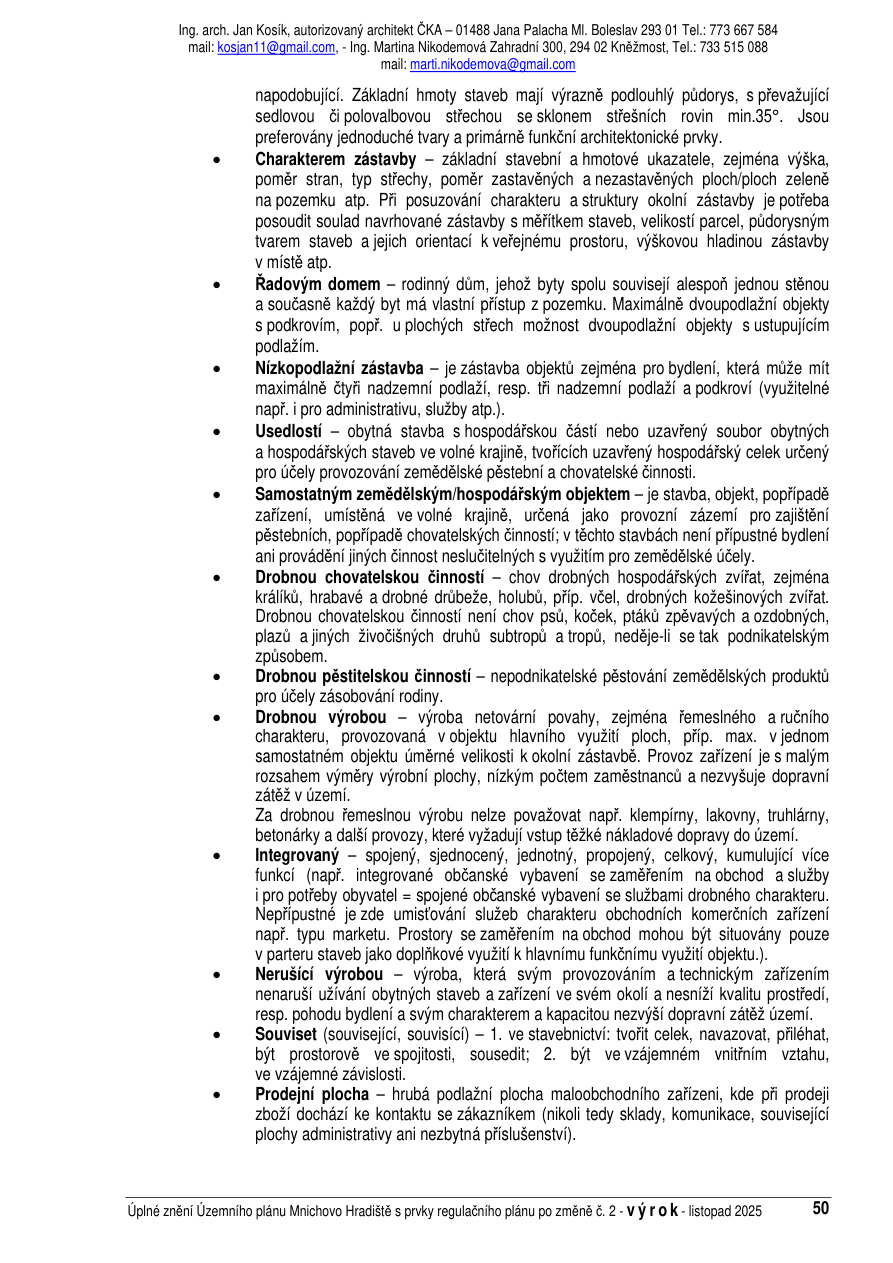 Ing. arch. Jan Kosík, autorizovaný architekt ČKA – 01488 Jana Palacha Ml. Boleslav 293 01 Tel.: 773 667 584
mail: kosjan11@gmail.com, - Ing. Martina Nikodemová Zahradní 300, 294 02 Kněžmost, Tel.: 733 515 088
mail: marti.nikodemova@gmail.com
napodobující. Základní hmoty staveb mají výrazně podlouhlý půdorys, s převažující
sedlovou či polovalbovou střechou se sklonem střešních rovin min.35°. Jsou
preferovány jednoduché tvary a primárně funkční architektonické prvky.
• Charakterem zástavby – základní stavební a hmotové ukazatele, zejména výška,
poměr stran, typ střechy, poměr zastavěných a nezastavěných ploch/ploch zeleně
na pozemku atp. Při posuzování charakteru a struktury okolní zástavby je potřeba
posoudit soulad navrhované zástavby s měřítkem staveb, velikostí parcel, půdorysným
tvarem staveb a jejich orientací k veřejnému prostoru, výškovou hladinou zástavby
v místě atp.
• Řadovým domem – rodinný dům, jehož byty spolu souvisejí alespoň jednou stěnou
a současně každý byt má vlastní přístup z pozemku. Maximálně dvoupodlažní objekty
s podkrovím, popř. u plochých střech možnost dvoupodlažní objekty s ustupujícím
podlažím.
• Nízkopodlažní zástavba – je zástavba objektů zejména pro bydlení, která může mít
maximálně čtyři nadzemní podlaží, resp. tři nadzemní podlaží a podkroví (využitelné
např. i pro administrativu, služby atp.).
• Usedlostí – obytná stavba s hospodářskou částí nebo uzavřený soubor obytných
a hospodářských staveb ve volné krajině, tvořících uzavřený hospodářský celek určený
pro účely provozování zemědělské pěstební a chovatelské činnosti.
• Samostatným zemědělským/hospodářským objektem – je stavba, objekt, popřípadě
zařízení, umístěná ve volné krajině, určená jako provozní zázemí pro zajištění
pěstebních, popřípadě chovatelských činností; v těchto stavbách není přípustné bydlení
ani provádění jiných činnost neslučitelných s využitím pro zemědělské účely.
• Drobnou chovatelskou činností – chov drobných hospodářských zvířat, zejména
králíků, hrabavé a drobné drůbeže, holubů, příp. včel, drobných kožešinových zvířat.
Drobnou chovatelskou činností není chov psů, koček, ptáků zpěvavých a ozdobných,
plazů a jiných živočišných druhů subtropů a tropů, neděje-li se tak podnikatelským
způsobem.
• Drobnou pěstitelskou činností – nepodnikatelské pěstování zemědělských produktů
pro účely zásobování rodiny.
• Drobnou výrobou – výroba netovární povahy, zejména řemeslného a ručního
charakteru, provozovaná v objektu hlavního využití ploch, příp. max. v jednom
samostatném objektu úměrné velikosti k okolní zástavbě. Provoz zařízení je s malým
rozsahem výměry výrobní plochy, nízkým počtem zaměstnanců a nezvyšuje dopravní
zátěž v území.
Za drobnou řemeslnou výrobu nelze považovat např. klempírny, lakovny, truhlárny,
betonárky a další provozy, které vyžadují vstup těžké nákladové dopravy do území.
• Integrovaný – spojený, sjednocený, jednotný, propojený, celkový, kumulující více
funkcí (např. integrované občanské vybavení se zaměřením na obchod a služby
i pro potřeby obyvatel = spojené občanské vybavení se službami drobného charakteru.
Nepřípustné je zde umisťování služeb charakteru obchodních komerčních zařízení
např. typu marketu. Prostory se zaměřením na obchod mohou být situovány pouze
v parteru staveb jako doplňkové využití k hlavnímu funkčnímu využití objektu.).
• Nerušící výrobou – výroba, která svým provozováním a technickým zařízením
nenaruší užívání obytných staveb a zařízení ve svém okolí a nesníží kvalitu prostředí,
resp. pohodu bydlení a svým charakterem a kapacitou nezvýší dopravní zátěž území.
• Souviset (související, souvisící) – 1. ve stavebnictví: tvořit celek, navazovat, přiléhat,
být prostorově ve spojitosti, sousedit; 2. být ve vzájemném vnitřním vztahu,
ve vzájemné závislosti.
• Prodejní plocha – hrubá podlažní plocha maloobchodního zařízeni, kde při prodeji
zboží dochází ke kontaktu se zákazníkem (nikoli tedy sklady, komunikace, související
plochy administrativy ani nezbytná příslušenství).
Úplné znění Územního plánu Mnichovo Hradiště s prvky regulačního plánu po změně č. 2 - v ý r o k - listopad 2025 50